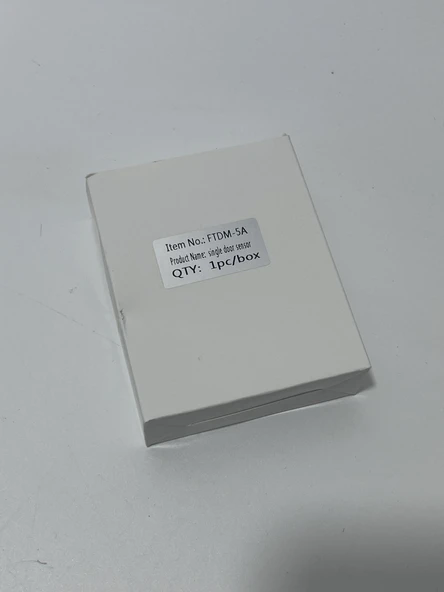 Item No.: FTDM-5A
Product Name: single door sensor
QTY: 1pc/box